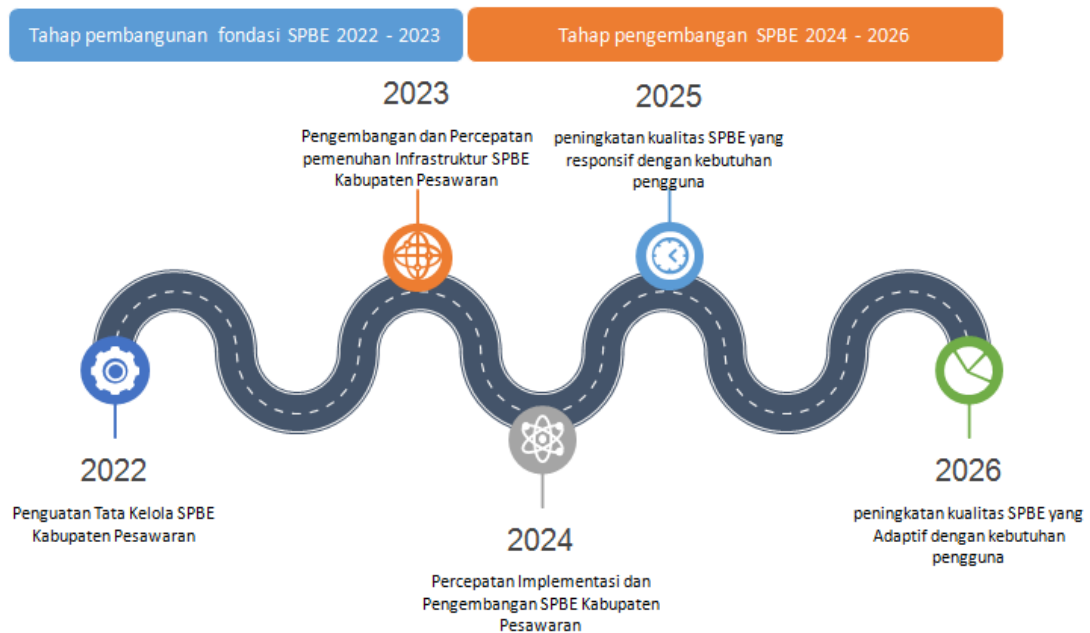 Tahap pembangunan fondasi SPBE 2022 - 2023
Tahap pengembangan SPBE 2024 - 2026
2023
Pengembangan dan Percepatan
pemenuhan Infrastruktur SPBE
Kabupaten Pesawaran
2025
peningkatan kualitas SPBE yang
responsif dengan kebutuhan
pengguna
2022
Penguatan Tata Kelola SPBE
Kabupaten Pesawaran
2024
Percepatan Implementasi dan
Pengembangan SPBE Kabupaten
Pesawaran
2026
peningkatan kualitas SPBE yang
Adaptif dengan kebutuhan
pengguna